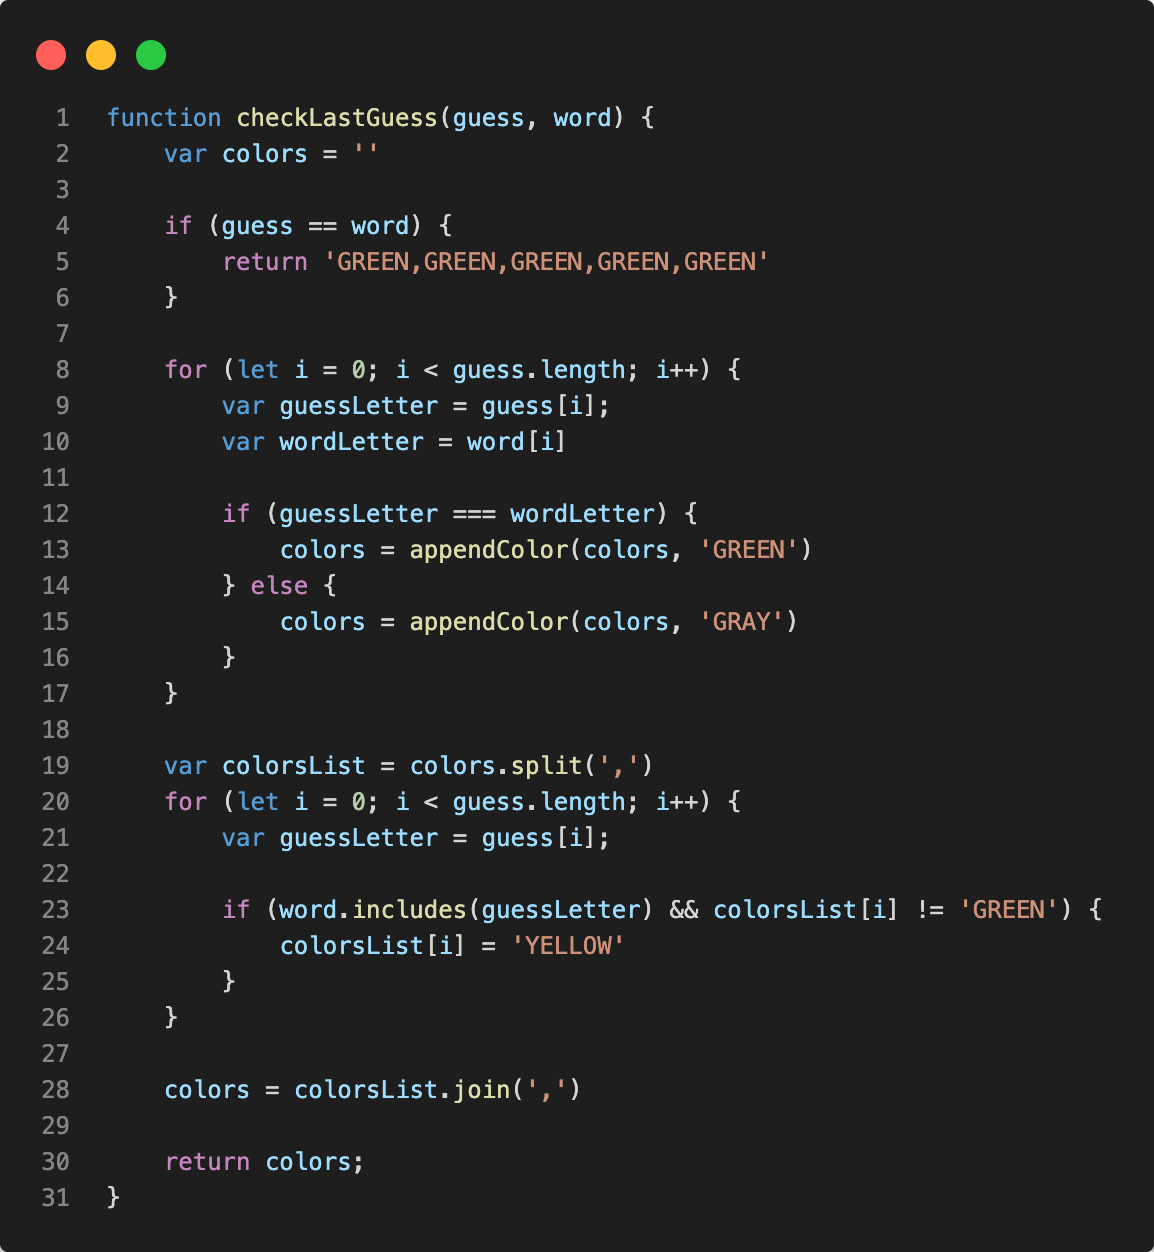 1 function checkLastGuess(guess, word) {
2     var colors = ''
3
4     if (guess == word) {
5         return 'GREEN,GREEN,GREEN,GREEN,GREEN'
6     }
7
8     for (let i = 0; i < guess.length; i++) {
9         var guessLetter = guess[i];
10         var wordLetter = word[i]
11
12         if (guessLetter === wordLetter) {
13             colors = appendColor(colors, 'GREEN')
14         } else {
15             colors = appendColor(colors, 'GRAY')
16         }
17     }
18
19     var colorsList = colors.split(',')
20     for (let i = 0; i < guess.length; i++) {
21         var guessLetter = guess[i];
22
23         if (word.includes(guessLetter) && colorsList[i] != 'GREEN') {
24             colorsList[i] = 'YELLOW'
25         }
26     }
27
28     colors = colorsList.join(',')
29
30     return colors;
31 }